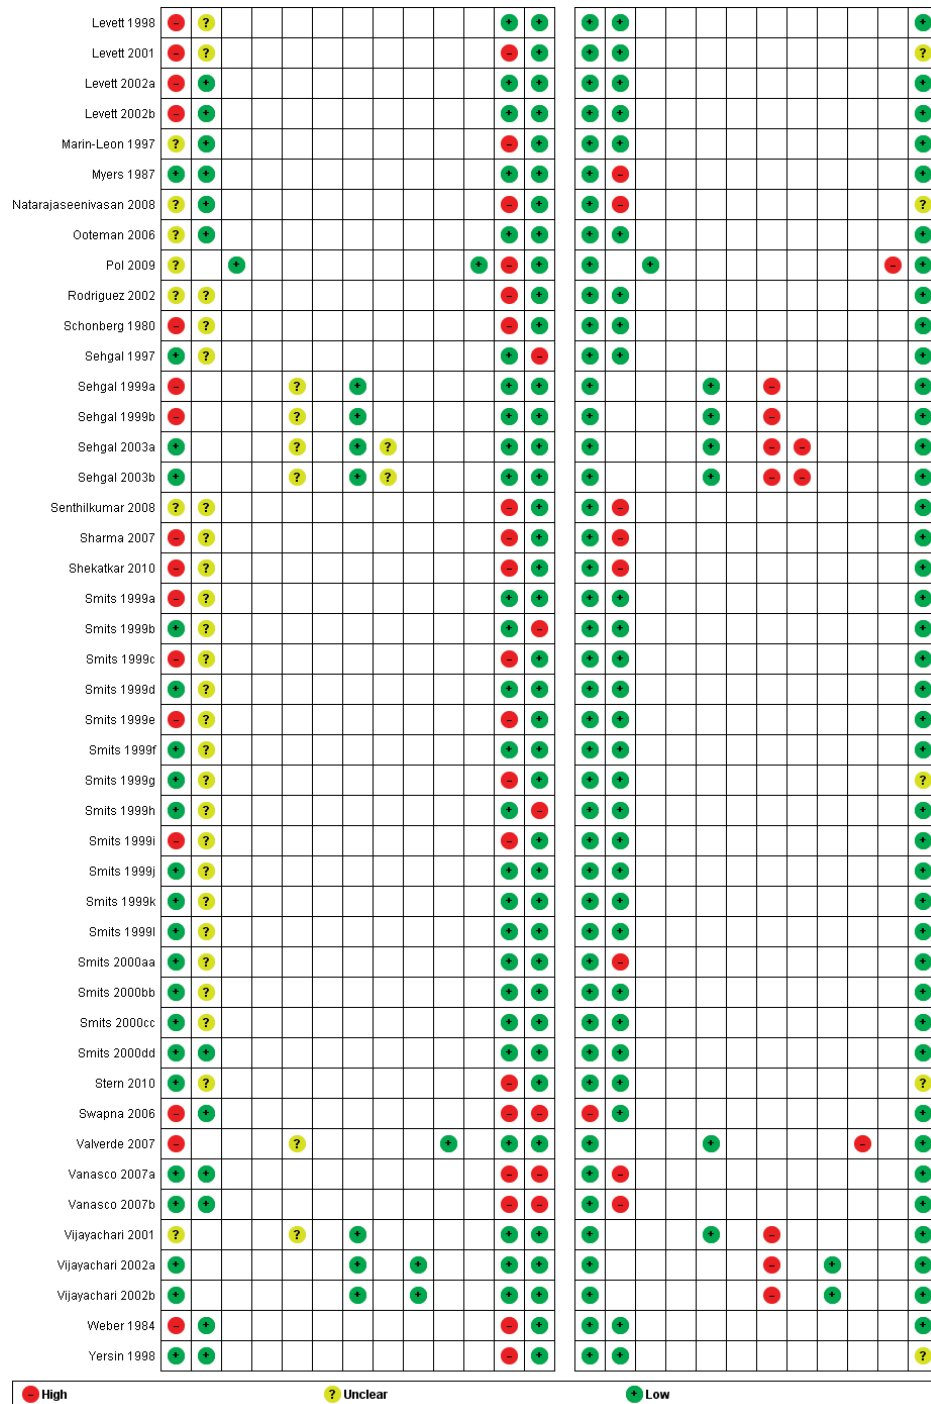 Levett 1998 - ? + + + + +
Levett 2001 - ? - + + + ?
Levett 2002a - + + + + + +
Levett 2002b - + + + + + +
Marin-Leon 1997 ? + - + + + +
Myers 1987 + + + + + - +
Natarajaseenivasan 2008 ? + - + + - ?
Ooteman 2006 ? + + + + + +
Pol 2009 ? + + - + + + - +
Rodriguez 2002 ? ? - + + + +
Schonberg 1980 - ? - + + + +
Sehgal 1997 + ? + - + + +
Sehgal 1999a - ? + + + + + - +
Sehgal 1999b - ? + + + + + - +
Sehgal 2003a + ? + ? + + + + - - +
Sehgal 2003b + ? + ? + + + + - - +
Senthilkumar 2008 ? ? - + + - +
Sharma 2007 - ? - + + - +
Shekatkar 2010 - ? - + + - +
Smits 1999a - ? + + + + +
Smits 1999b + ? + - + + +
Smits 1999c - ? - + + + +
Smits 1999d + ? + + + + +
Smits 1999e - ? - + + + +
Smits 1999f + ? + + + + +
Smits 1999g + ? - + + + ?
Smits 1999h + ? + - + + +
Smits 1999i - ? - + + + +
Smits 1999j + ? + + + + +
Smits 1999k + ? + + + + +
Smits 1999l + ? + + + + +
Smits 2000aa + ? + + + - +
Smits 2000bb + ? + + + + +
Smits 2000cc + ? + + + + +
Smits 2000dd + + + + + + +
Stern 2010 + ? - + + + ?
Swapna 2006 - + - - - + +
Valverde 2007 - ? + + + + + - +
Vanasco 2007a + + - - + - +
Vanasco 2007b + + - - + - +
Vijayachari 2001 ? ? + + + + + - +
Vijayachari 2002a + + + + + + - + +
Vijayachari 2002b + + + + + + - + +
Weber 1984 - + - + + + +
Yersin 1998 + + - + + + ?
- High ? Unclear + Low